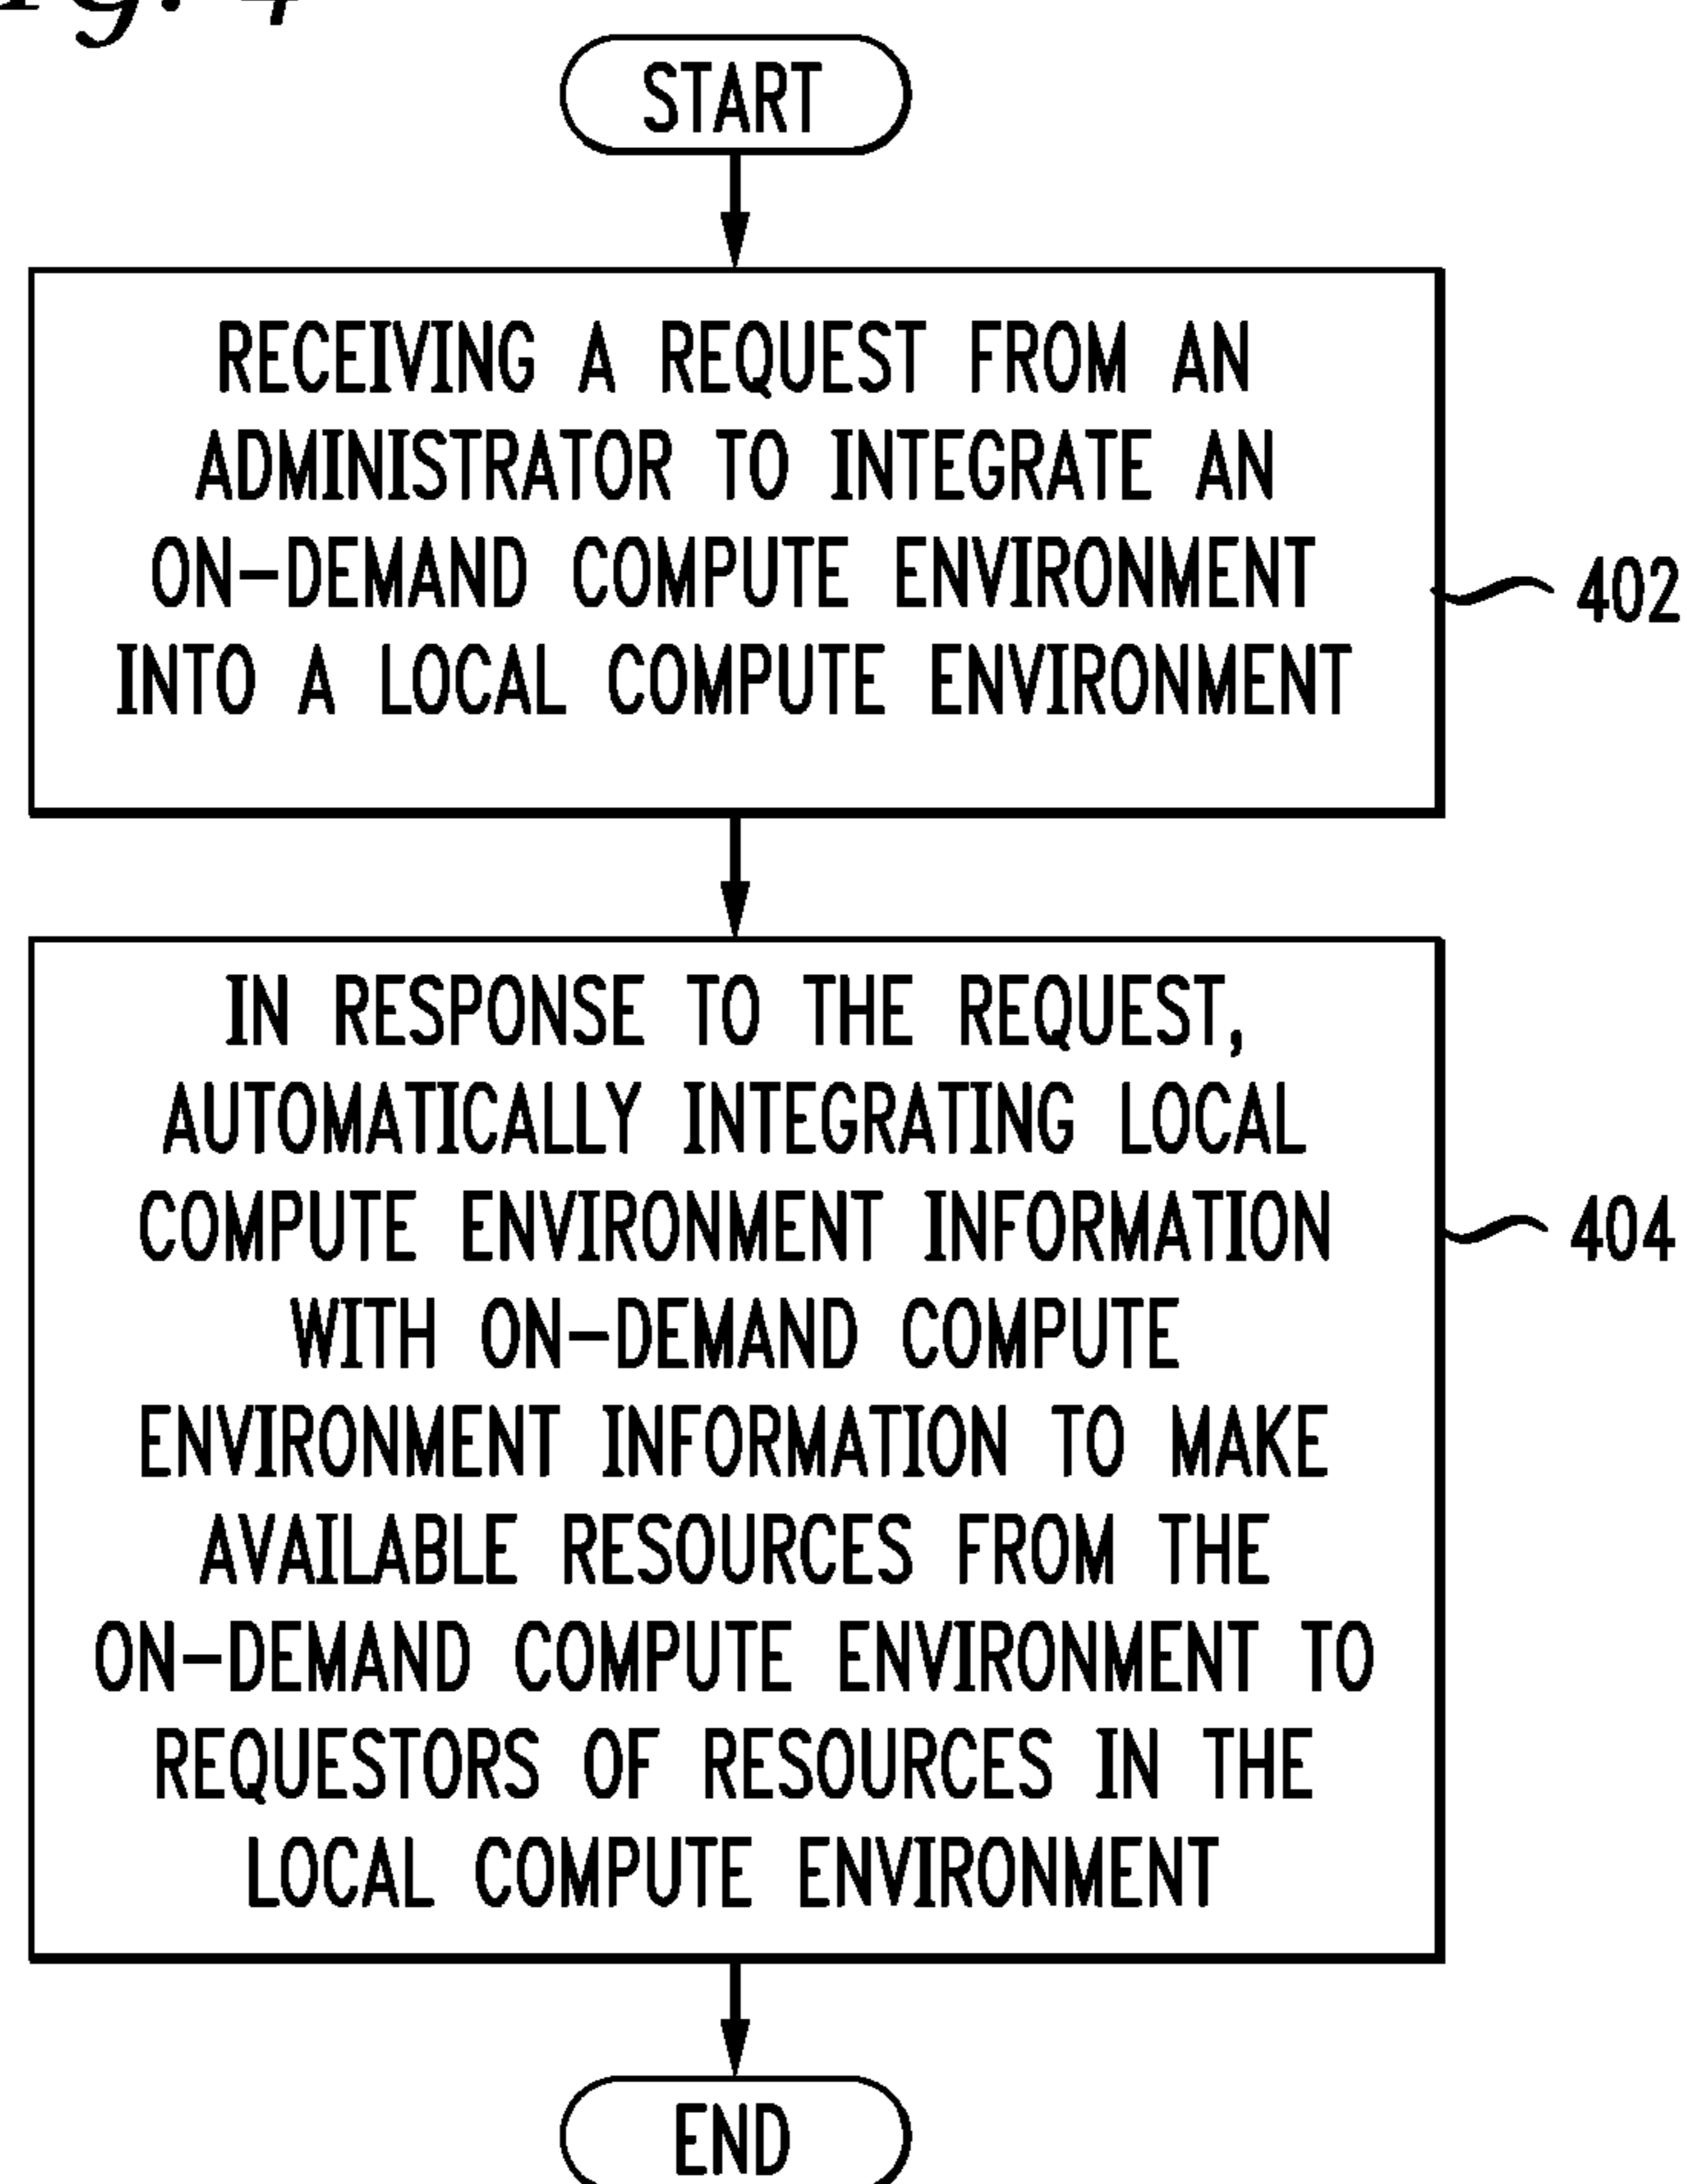 START
RECEIVING A REQUEST FROM AN
ADMINISTRATOR TO INTEGRATE AN
ON-DEMAND COMPUTE ENVIRONMENT
INTO A LOCAL COMPUTE ENVIRONMENT
402
IN RESPONSE TO THE REQUEST,
AUTOMATICALLY INTEGRATING LOCAL
COMPUTE ENVIRONMENT INFORMATION
WITH ON-DEMAND COMPUTE
ENVIRONMENT INFORMATION TO MAKE
AVAILABLE RESOURCES FROM THE
ON-DEMAND COMPUTE ENVIRONMENT TO
REQUESTORS OF RESOURCES IN THE
LOCAL COMPUTE ENVIRONMENT
404
END